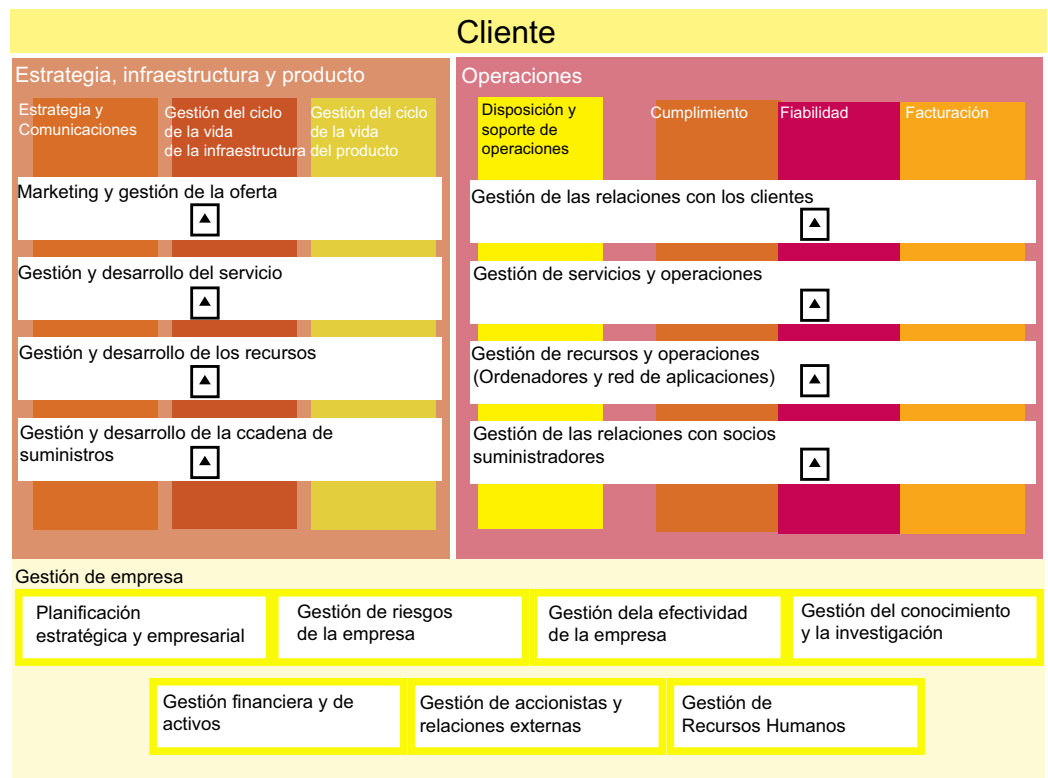 Cliente
Estrategia, infraestructura y producto
Estrategia y
Comunicaciones
Gestión del ciclo
de la vida
de la infraestructura
Gestión del ciclo
de la vida
del producto
Marketing y gestión de la oferta
Gestión y desarrollo del servicio
Gestión y desarrollo de los recursos
Gestión y desarrollo de la ccadena de
suministros
Operaciones
Disposición y
soporte de
operaciones
Cumplimiento
Fiabilidad
Facturación
Gestión de las relaciones con los clientes
Gestión de servicios y operaciones
Gestión de recursos y operaciones
(Ordenadores y red de aplicaciones)
Gestión de las relaciones con socios
suministradores
Gestión de empresa
Planificación
estratégica y empresarial
Gestión de riesgos
de la empresa
Gestión dela efectividad
de la empresa
Gestión del conocimiento
y la investigación
Gestión financiera y de
activos
Gestión de accionistas y
relaciones externas
Gestión de
Recursos Humanos